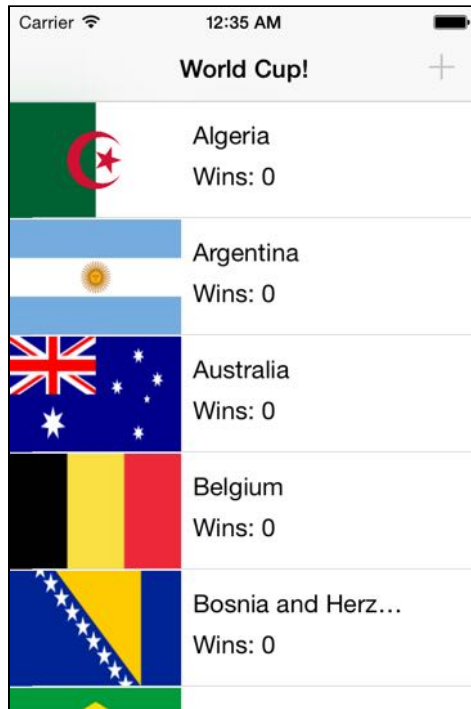 Carrier 12:35 AM
World Cup! +
Algeria
Wins: 0
Argentina
Wins: 0
Australia
Wins: 0
Belgium
Wins: 0
Bosnia and Herz...
Wins: 0